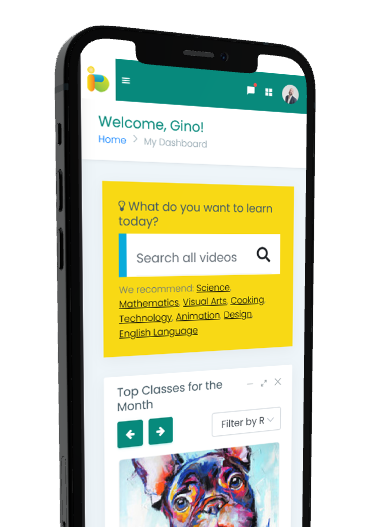 Welcome, Gino!
Home > My Dashboard
What do you want to learn
today?
Search all videos
We recommend: Science,
Mathematics, Visual Arts, Cooking,
Technology, Animation, Design,
English Language
Top Classes for the
Month
Filter by R